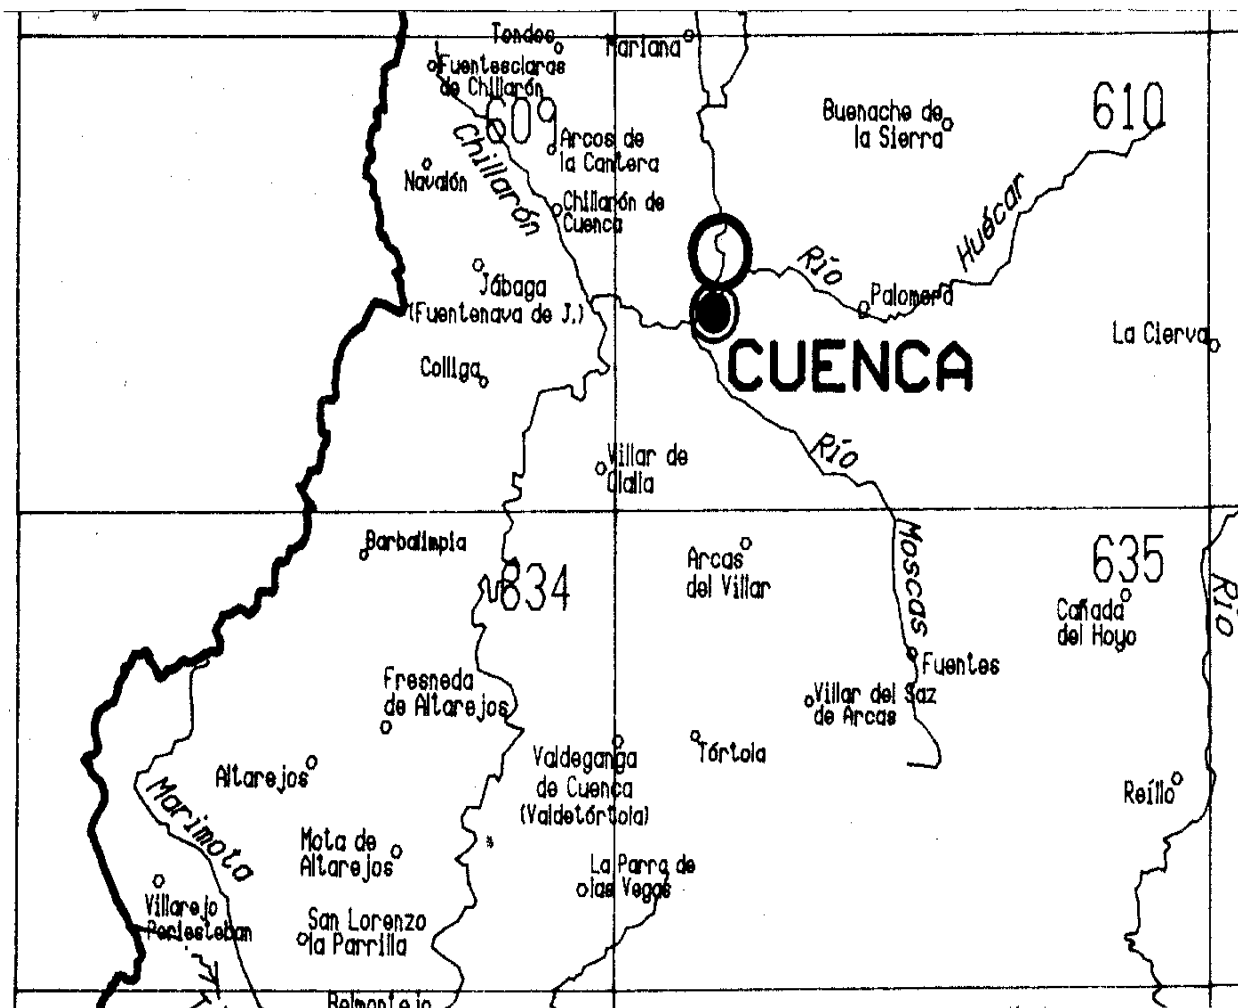 Tondos
Mariana
Fuentesclaras
de Chillarón
609
610
Buenache de
la Sierra
Arcos de
la Cantera
Chillarón
Navalón
Chillarón de
Cuenca
Huécar
Río
Jábaga
(Fuentenava de J.)
Palomera
La Cierva
CUENCA
Colliga
Río
Villar de
Olalla
Barbalimpia
Arcas
del Villar
Moscas
634
635
Cañada
del Hoyo
Río
Fuentes
Fresneda
de Altarejos
Villar del Saz
de Arcas
Valdeganga
de Cuenca
(Valdetórtola)
Tórtola
Altarejos
Reíllo
Marimota
Mota de
Altarejos
La Parra de
las Vegas
Villarejo
Periesteban
San Lorenzo
la Parrilla
Belmontejo